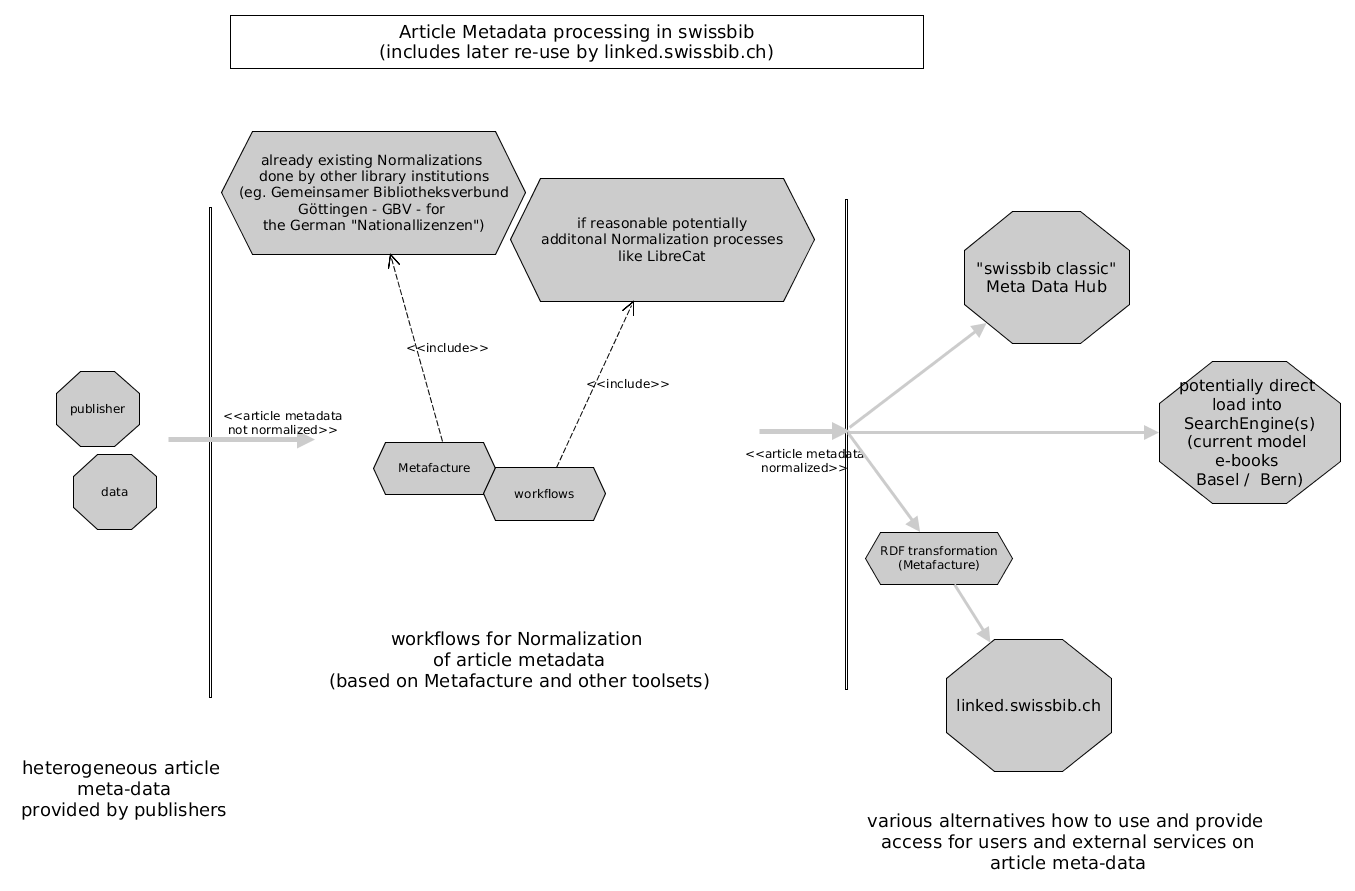 Article Metadata processing in swissbib
(includes later re-use by linked.swissbib.ch)
already existing Normalizations
done by other library institutions
(eg. Gemeinsamer Bibliotheksverbund
Göttingen - GBV - for
the German "Nationallizenzen")
if reasonable potentially
additonal Normalization processes
like LibreCat
"swissbib classic"
Meta Data Hub
<<include>>
<<include>>
publisher
data
<<article metadata
not normalized>>
Metafacture
workflows
<<article metadata
normalized>>
potentially direct
load into
SearchEngine(s)
(current model
e-books
Basel /  Bern)
RDF transformation
(Metafacture)
linked.swissbib.ch
workflows for Normalization
of article metadata
(based on Metafacture and other toolsets)
heterogeneous article
meta-data
provided by publishers
various alternatives how to use and provide
access for users and external services on
article meta-data